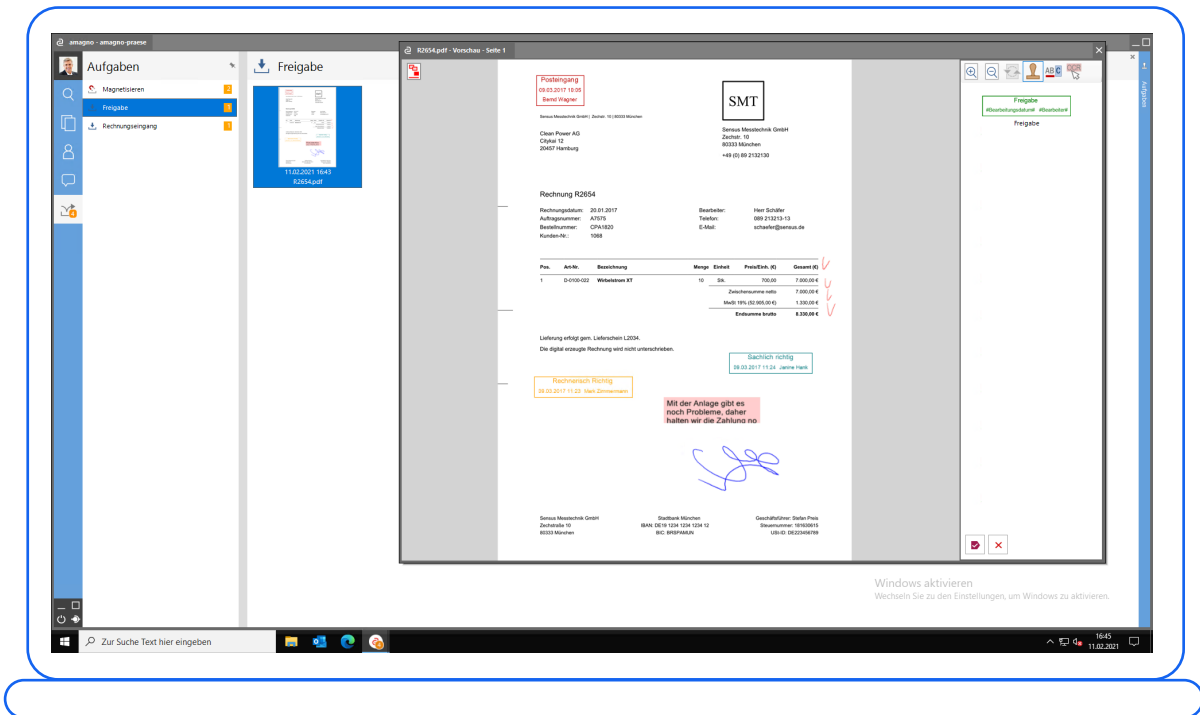 amagno - amagno-praese
Aufgaben
Magnetisieren 2
Freigabe 1
Rechnungseingang 1
4
Freigabe
11.02.2021 16:43
R2654.pdf
R2654.pdf - Vorschau - Seite 1
Posteingang
09.03.2017 10:05
Bernd Wagner
SMT
Sensus Messtechnik GmbH | Zechstr. 10 | 80333 München
Clean Power AG
Citykai 12
20457 Hamburg
Sensus Messtechnik GmbH
Zechstr. 10
80333 München
+49 (0) 89 2132130
Rechnung R2654
Rechnungsdatum: 20.01.2017 Bearbeiter: Herr Schäfer
Auftragsnummer: A7575 Telefon: 089 213213-13
Bestellnummer: CPA1820 E-Mail: schaefer@sensus.de
Kunden-Nr.: 1068
Pos. Art-Nr. Bezeichnung Menge Einheit Preis/Einh. (€) Gesamt (€)
1 D-0100-022 Wirbelstrom XT 10 Stk. 700,00 7.000,00 €
Zwischensumme netto 7.000,00 €
MwSt 19% (52.905,00 €) 1.330,00 €
Endsumme brutto 8.330,00 €
Lieferung erfolgt gem. Lieferschein L2034.
Die digital erzeugte Rechnung wird nicht unterschrieben.
Sachlich richtig
09.03.2017 11:24 Janine Hank
Rechnerisch Richtig
Mit der Anlage gibt es
noch Probleme, daher
halten wir die Zahlung no
Sensus Messtechnik GmbH Stadtbank München Geschäftsführer: Stefan Preis
Zechstraße 10 IBAN: DE19 1234 1234 1234 12 Steuernummer: 181630815
80333 München BIC: BRSPAMUN USt-ID: DE223456789
ABC
OCR
Freigabe
#Bearbeitungsdatum# #Bearbeiter#
Freigabe
Aufgaben
Windows aktivieren
Wechseln Sie zu den Einstellungen, um Windows zu aktivieren.
Zur Suche Text hier eingeben
16:45
11.02.2021